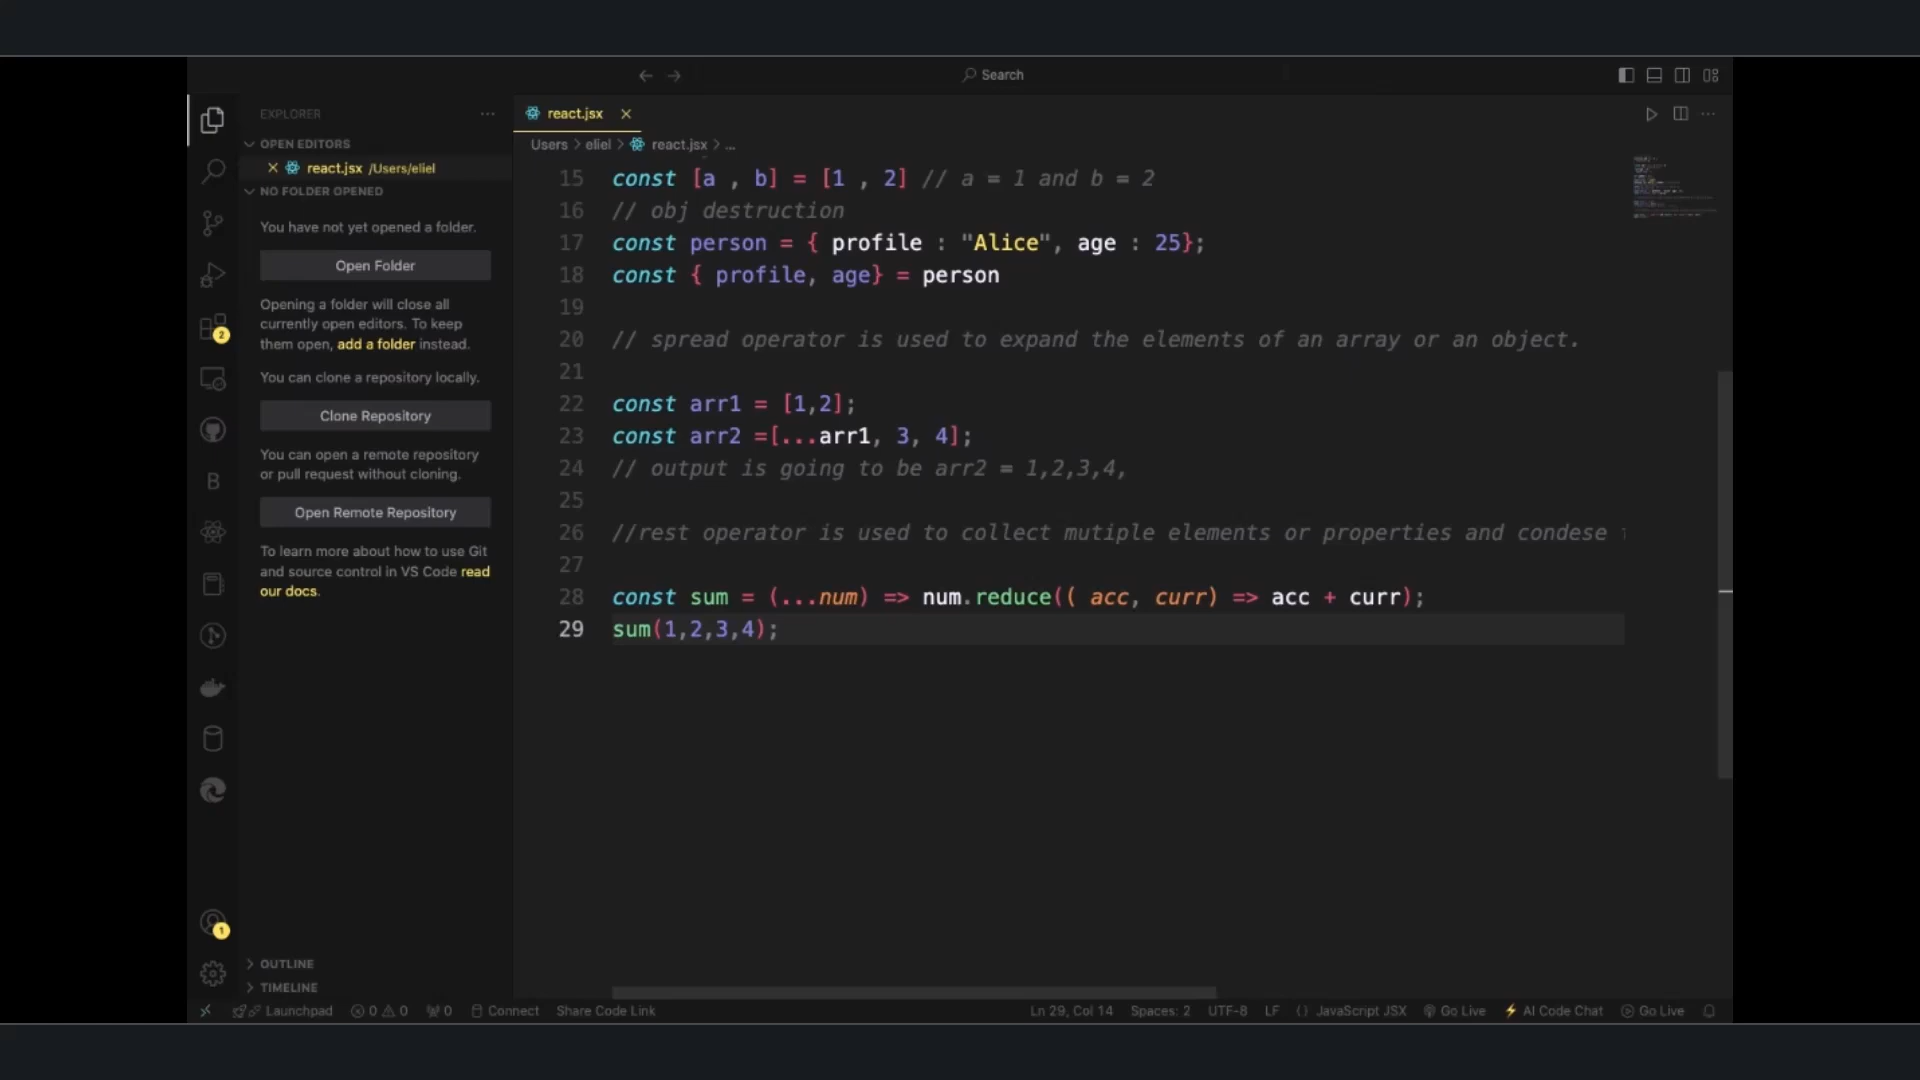 Search
EXPLORER
OPEN EDITORS
react.jsx /Users/eliel
NO FOLDER OPENED
You have not yet opened a folder.
Open Folder
Opening a folder will close all
currently open editors. To keep
them open, add a folder instead.
You can clone a repository locally.
Clone Repository
You can open a remote repository
or pull request without cloning.
Open Remote Repository
To learn more about how to use Git
and source control in VS Code read
our docs.
OUTLINE
TIMELINE
2
B
1
react.jsx
Users > eliel > react.jsx > ...
15 const [a , b] = [1 , 2] // a = 1 and b = 2
16 // obj destruction
17 const person = { profile : "Alice", age : 25};
18 const { profile, age} = person
19
20 // spread operator is used to expand the elements of an array or an object.
21
22 const arr1 = [1,2];
23 const arr2 =[...arr1, 3, 4];
24 // output is going to be arr2 = 1,2,3,4,
25
26 //rest operator is used to collect mutiple elements or properties and condese
27
28 const sum = (...num) => num.reduce(( acc, curr) => acc + curr);
29 sum(1,2,3,4);
Launchpad 0 0 0 Connect Share Code Link Ln 29, Col 14 Spaces: 2 UTF-8 LF {} JavaScript JSX Go Live AI Code Chat Go Live